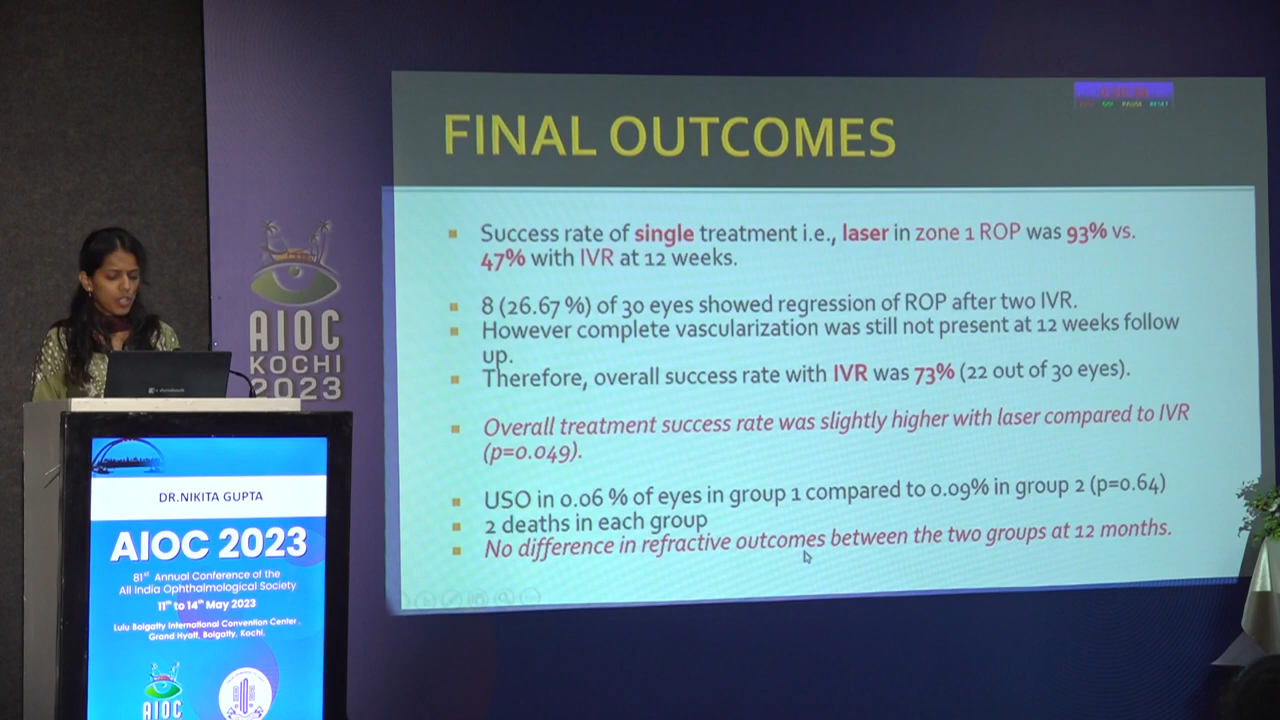 FINAL OUTCOMES
Success rate of single treatment i.e., laser in zone 1 ROP was 93% vs.
47% with IVR at 12 weeks.
8 (26.67 %) of 30 eyes showed regression of ROP after two IVR.
However complete vascularization was still not present at 12 weeks follow
up.
Therefore, overall success rate with IVR was 73% (22 out of 30 eyes).
Overall treatment success rate was slightly higher with laser compared to IVR
(p=0.049).
USO in 0.06 % of eyes in group 1 compared to 0.09% in group 2 (p=0.64)
2 deaths in each group
No difference in refractive outcomes between the two groups at 12 months.
PAUSE RESET
AIOC
KOCHI
2023
DR.NIKITA GUPTA
AIOC 2023
81st Annual Conference of the
All India Ophthalmological Society
11th to 14th May 2023
Lulu Bolgatty International Convention Center,
Grand Hyatt, Bolgatty, Kochi.
AIOC